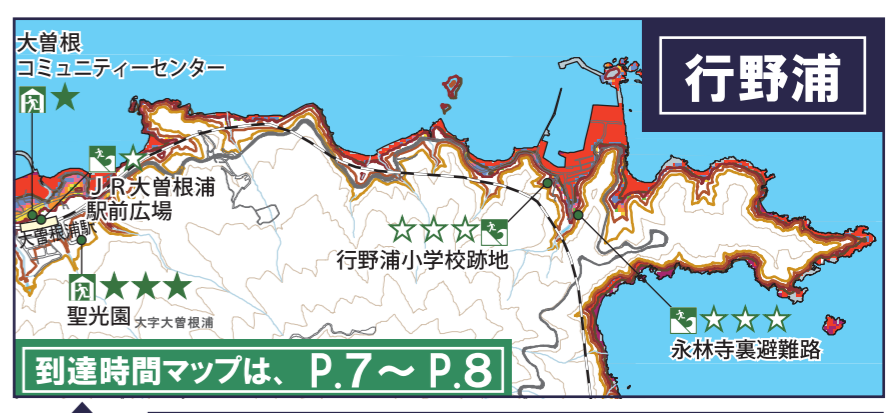 大曽根
コミュニティーセンター
★
行野浦
☆
JR大曽根浦
駅前広場
大曽根浦駅
☆☆☆
行野浦小学校跡地
★★★
聖光園
大字大曽根浦
☆☆☆
永林寺裏避難路
到達時間マップは、P.7〜P.8